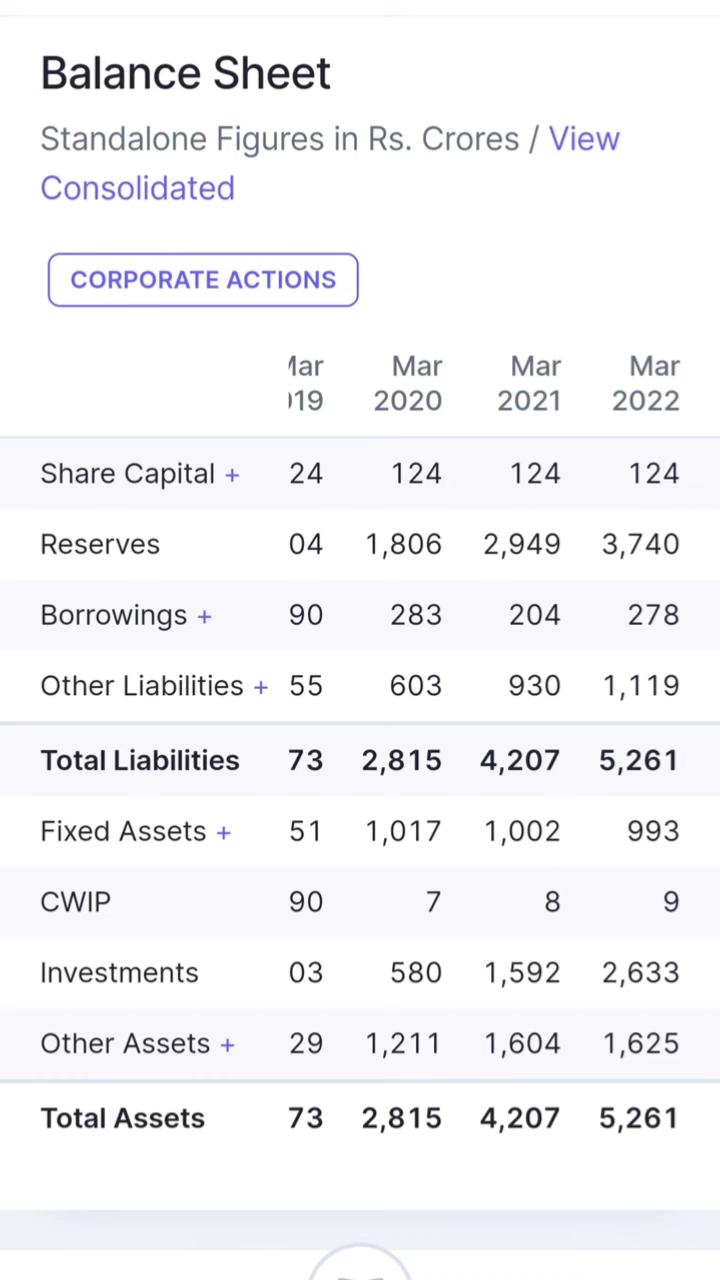 Balance Sheet
Standalone Figures in Rs. Crores / View
Consolidated
CORPORATE ACTIONS
Mar Mar Mar
19 2020 2021 2022
Share Capital + 24 124 124 124
Reserves 04 1,806 2,949 3,740
Borrowings + 90 283 204 278
Other Liabilities + 55 603 930 1,119
Total Liabilities 73 2,815 4,207 5,261
Fixed Assets + 51 1,017 1,002 993
CWIP 90 7 8 9
Investments 03 580 1,592 2,633
Other Assets + 29 1,211 1,604 1,625
Total Assets 73 2,815 4,207 5,261